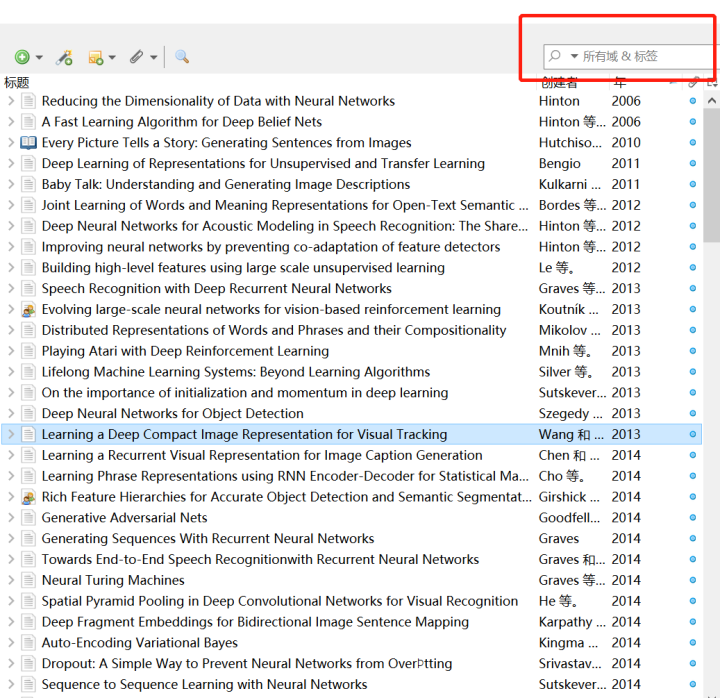 所有域 & 标签
标题 创建者 年
Reducing the Dimensionality of Data with Neural Networks Hinton 2006
A Fast Learning Algorithm for Deep Belief Nets Hinton 等... 2006
Every Picture Tells a Story: Generating Sentences from Images Hutchiso... 2010
Deep Learning of Representations for Unsupervised and Transfer Learning Bengio 2011
Baby Talk: Understanding and Generating Image Descriptions Kulkarni ... 2011
Joint Learning of Words and Meaning Representations for Open-Text Semantic ... Bordes 等... 2012
Deep Neural Networks for Acoustic Modeling in Speech Recognition: The Share... Hinton 等... 2012
Improving neural networks by preventing co-adaptation of feature detectors Hinton 等... 2012
Building high-level features using large scale unsupervised learning Le 等。 2012
Speech Recognition with Deep Recurrent Neural Networks Graves 等... 2013
Evolving large-scale neural networks for vision-based reinforcement learning Koutník ... 2013
Distributed Representations of Words and Phrases and their Compositionality Mikolov ... 2013
Playing Atari with Deep Reinforcement Learning Mnih 等。 2013
Lifelong Machine Learning Systems: Beyond Learning Algorithms Silver 等。 2013
On the importance of initialization and momentum in deep learning Sutskever... 2013
Deep Neural Networks for Object Detection Szegedy ... 2013
Learning a Deep Compact Image Representation for Visual Tracking Wang 和 ... 2013
Learning a Recurrent Visual Representation for Image Caption Generation Chen 和 ... 2014
Learning Phrase Representations using RNN Encoder-Decoder for Statistical Ma... Cho 等。 2014
Rich Feature Hierarchies for Accurate Object Detection and Semantic Segmentat... Girshick ... 2014
Generative Adversarial Nets Goodfell... 2014
Generating Sequences With Recurrent Neural Networks Graves 2014
Towards End-to-End Speech Recognitionwith Recurrent Neural Networks Graves 和... 2014
Neural Turing Machines Graves 等... 2014
Spatial Pyramid Pooling in Deep Convolutional Networks for Visual Recognition He 等。 2014
Deep Fragment Embeddings for Bidirectional Image Sentence Mapping Karpathy ... 2014
Auto-Encoding Variational Bayes Kingma ... 2014
Dropout: A Simple Way to Prevent Neural Networks from OverÞtting Srivastav... 2014
Sequence to Sequence Learning with Neural Networks Sutskever... 2014